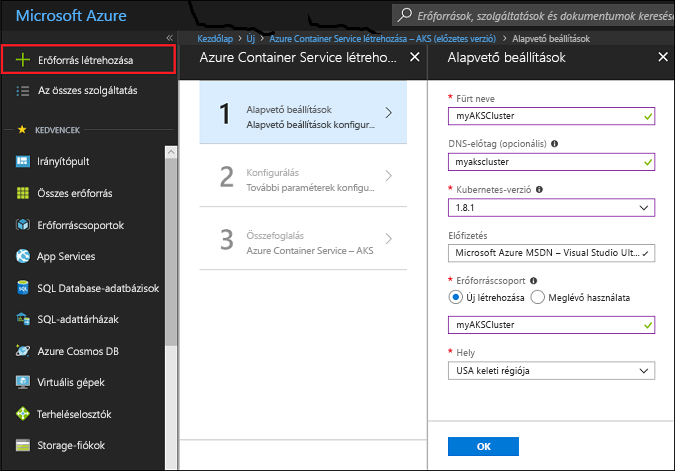 Microsoft Azure
Erőforrások, szolgáltatások és dokumentumok keresés
Kezdőlap > Új > Azure Container Service létrehozása – AKS (előzetes verzió) > Alapvető beállítások
Erőforrás létrehozása
Az összes szolgáltatás
KEDVENCEK
Irányítópult
Összes erőforrás
Erőforráscsoportok
App Services
SQL Database-adatbázisok
SQL-adattárházak
Azure Cosmos DB
Virtuális gépek
Terheléselosztók
Storage-fiókok
Azure Container Service létreho...
1
Alapvető beállítások
Alapvető beállítások konfigur...
2
Konfigurálás
További paraméterek konfigu...
3
Összefoglalás
Azure Container Service – AKS
Alapvető beállítások
* Fürt neve
myAKSCluster
DNS-előtag (opcionális)
myakscluster
* Kubernetes-verzió
1.8.1
Előfizetés
Microsoft Azure MSDN – Visual Studio Ult...
* Erőforráscsoport
Új létrehozása
Meglévő használata
myAKSCluster
* Hely
USA keleti régiója
OK